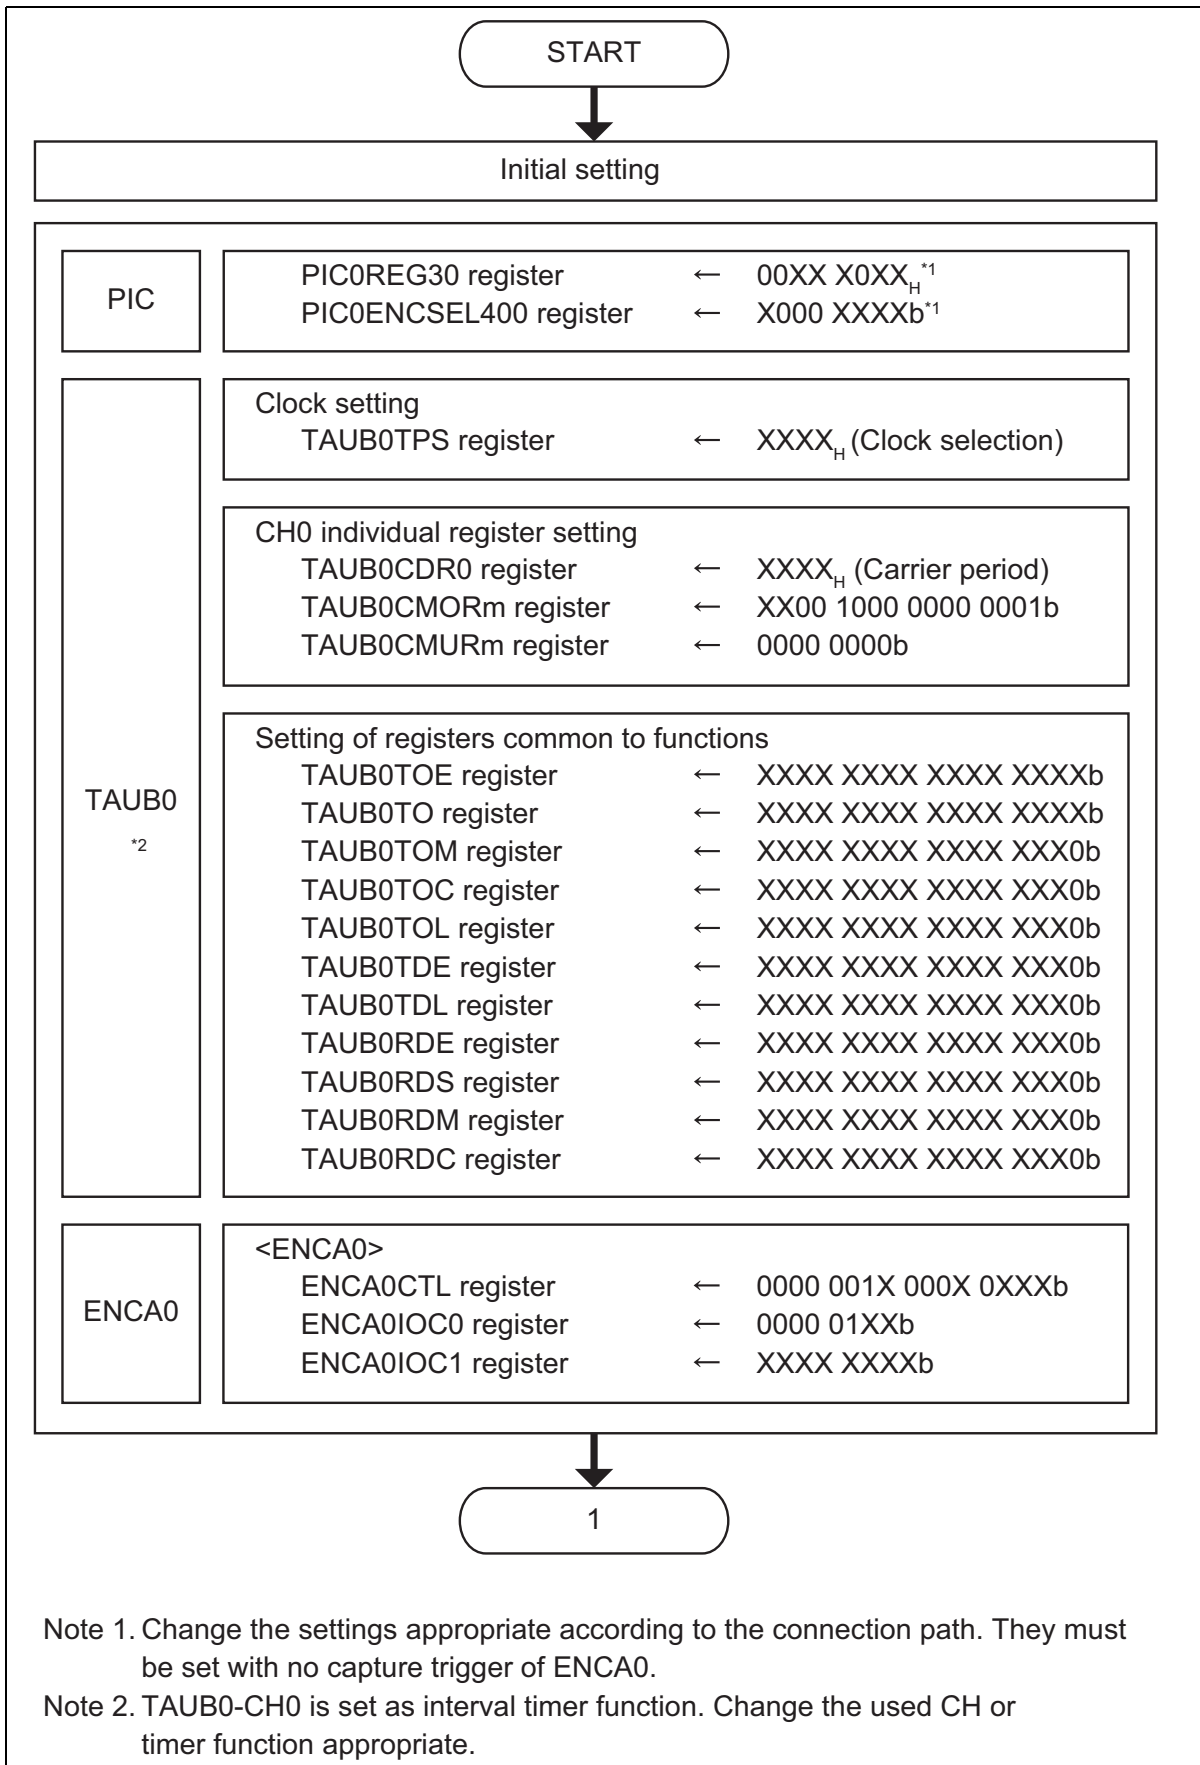 START
Initial setting
PIC
PIC0REG30 register ← 00XX X0XXH*1
PIC0ENCSEL400 register ← X000 XXXXb*1
TAUB0
*2
Clock setting
TAUB0TPS register ← XXXXH (Clock selection)
CH0 individual register setting
TAUB0CDR0 register ← XXXXH (Carrier period)
TAUB0CMORm register ← XX00 1000 0000 0001b
TAUB0CMURm register ← 0000 0000b
Setting of registers common to functions
TAUB0TOE register ← XXXX XXXX XXXX XXXXb
TAUB0TO register ← XXXX XXXX XXXX XXXXb
TAUB0TOM register ← XXXX XXXX XXXX XXX0b
TAUB0TOC register ← XXXX XXXX XXXX XXX0b
TAUB0TOL register ← XXXX XXXX XXXX XXX0b
TAUB0TDE register ← XXXX XXXX XXXX XXX0b
TAUB0TDL register ← XXXX XXXX XXXX XXX0b
TAUB0RDE register ← XXXX XXXX XXXX XXX0b
TAUB0RDS register ← XXXX XXXX XXXX XXX0b
TAUB0RDM register ← XXXX XXXX XXXX XXX0b
TAUB0RDC register ← XXXX XXXX XXXX XXX0b
ENCA0
<ENCA0>
ENCA0CTL register ← 0000 001X 000X 0XXXb
ENCA0IOC0 register ← 0000 01XXb
ENCA0IOC1 register ← XXXX XXXXb
1
Note 1. Change the settings appropriate according to the connection path. They must
be set with no capture trigger of ENCA0.
Note 2. TAUB0-CH0 is set as interval timer function. Change the used CH or
timer function appropriate.